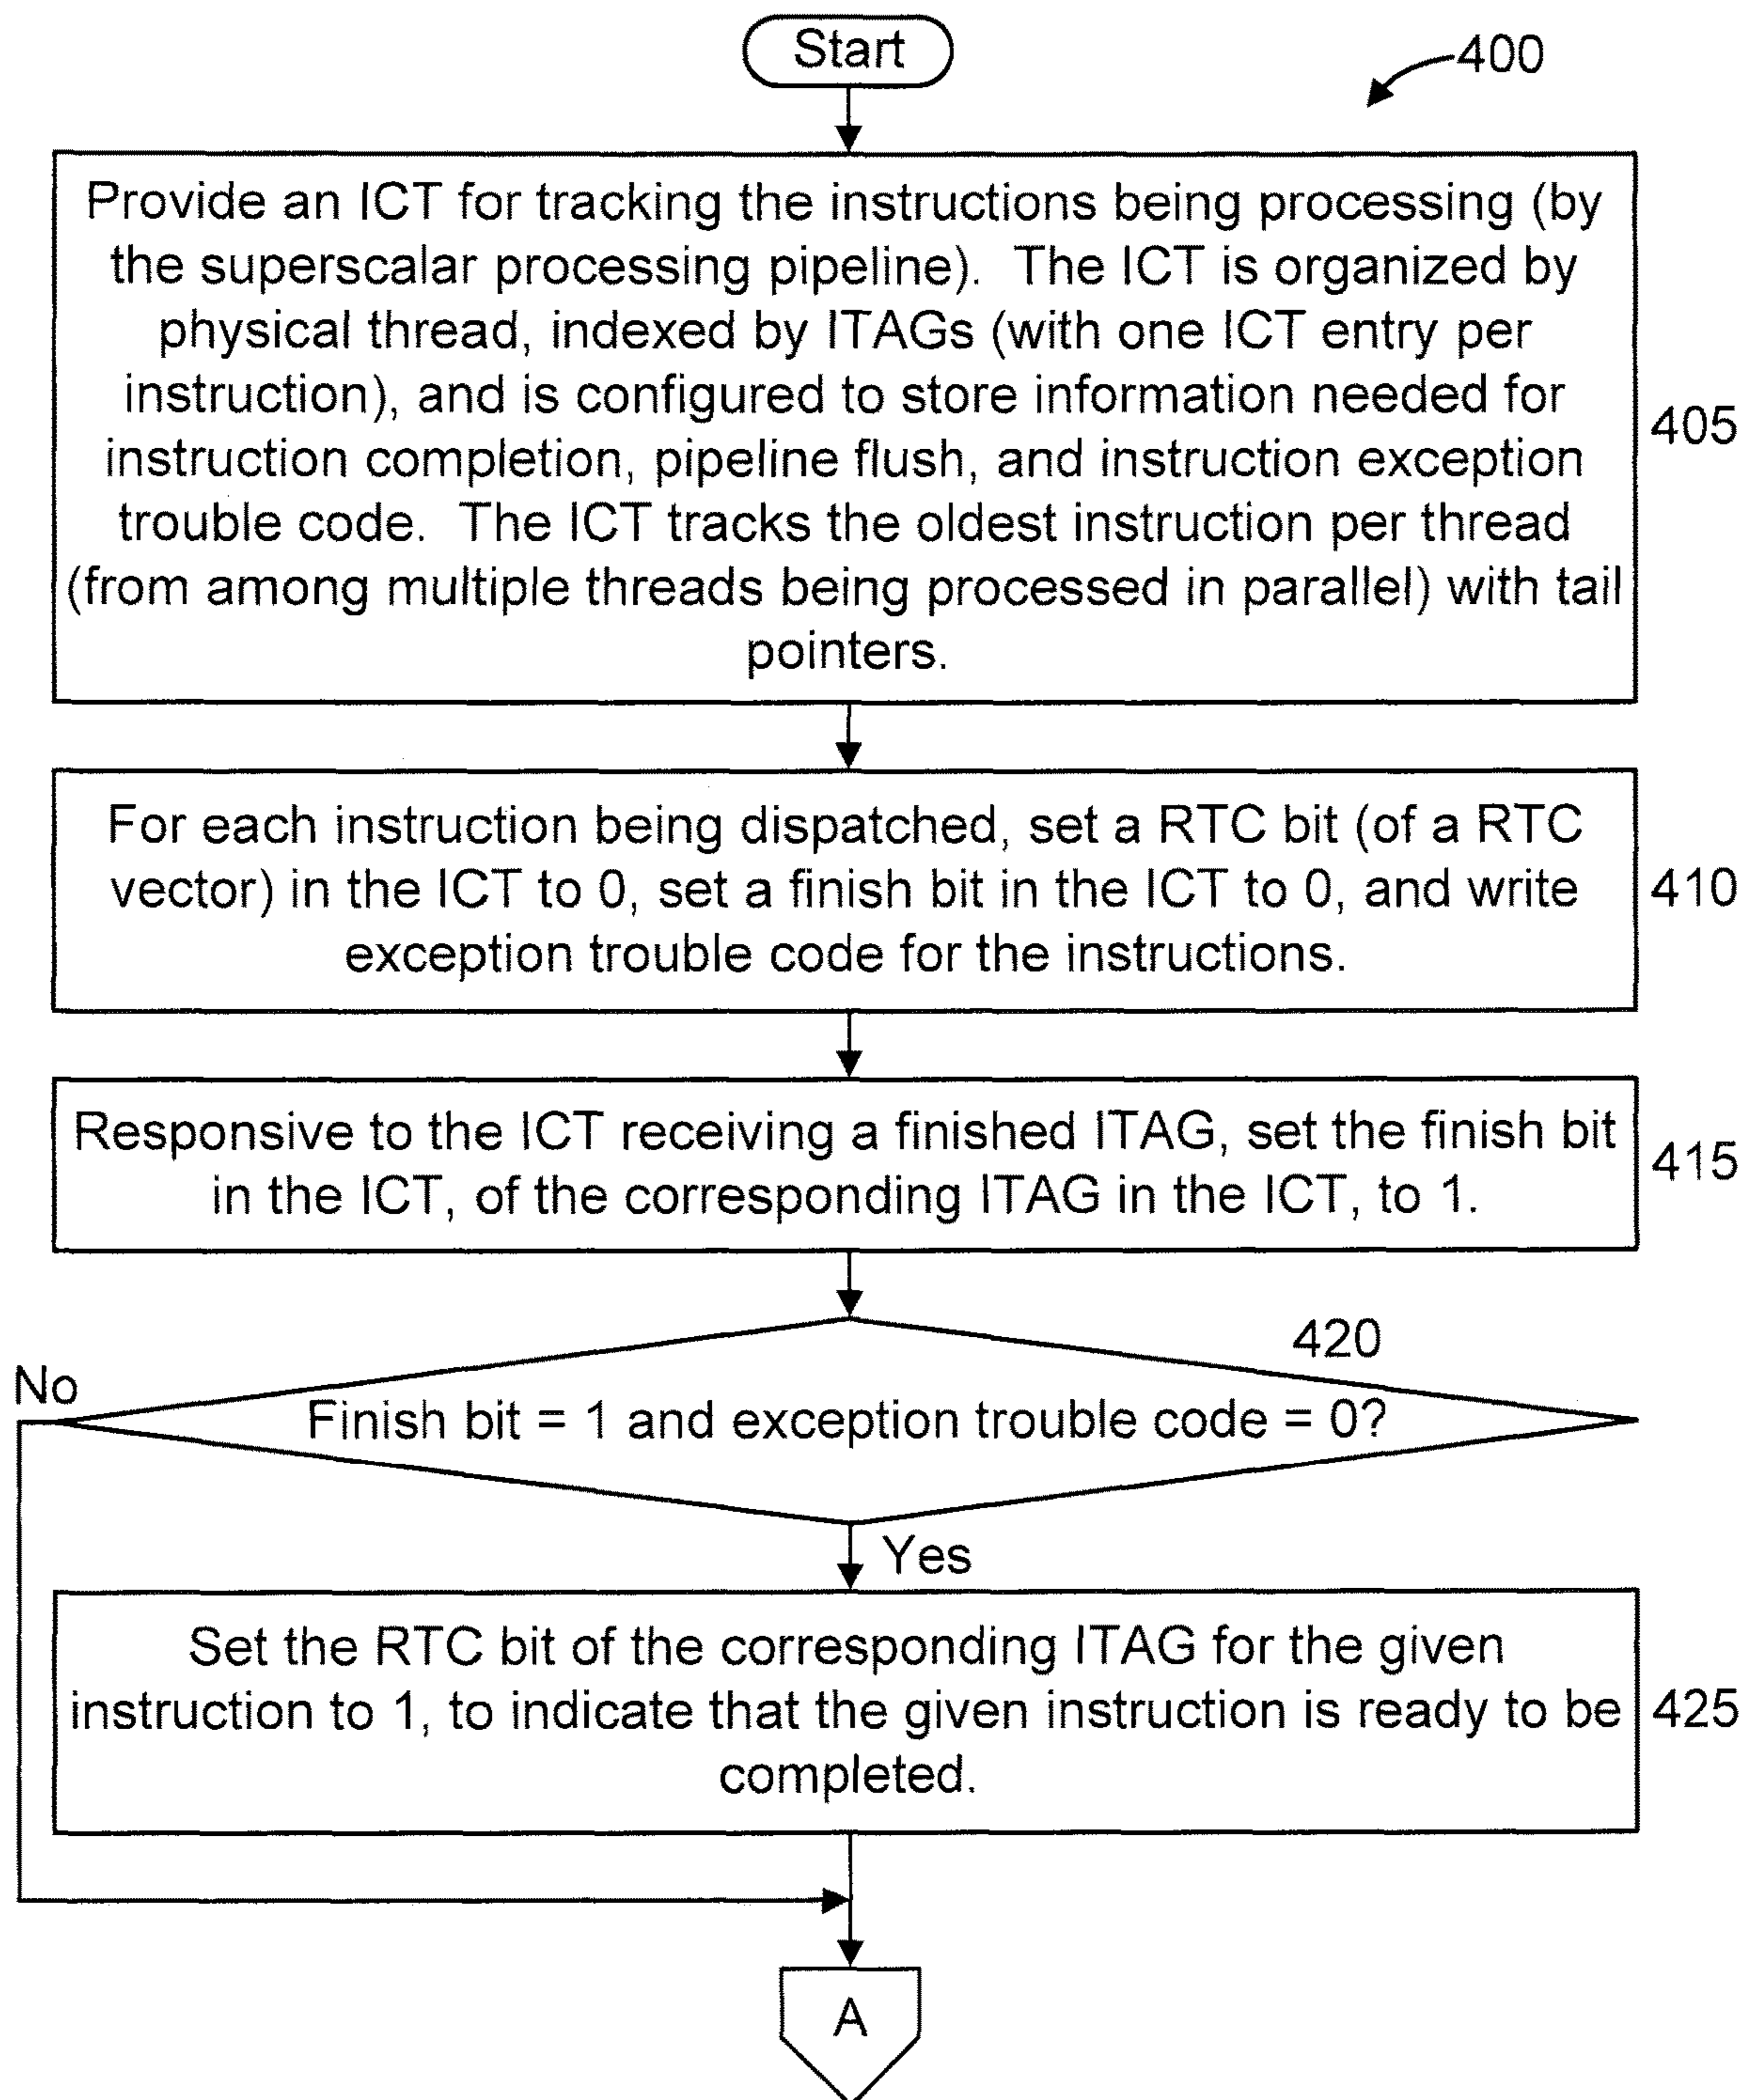 Start
400
Provide an ICT for tracking the instructions being processing (by
the superscalar processing pipeline). The ICT is organized by
physical thread, indexed by ITAGs (with one ICT entry per
instruction), and is configured to store information needed for
instruction completion, pipeline flush, and instruction exception
trouble code. The ICT tracks the oldest instruction per thread
(from among multiple threads being processed in parallel) with tail
pointers.
405
For each instruction being dispatched, set a RTC bit (of a RTC
vector) in the ICT to 0, set a finish bit in the ICT to 0, and write
exception trouble code for the instructions.
410
Responsive to the ICT receiving a finished ITAG, set the finish bit
in the ICT, of the corresponding ITAG in the ICT, to 1.
415
420
No
Finish bit = 1 and exception trouble code = 0?
Yes
Set the RTC bit of the corresponding ITAG for the given
instruction to 1, to indicate that the given instruction is ready to be
completed.
425
A